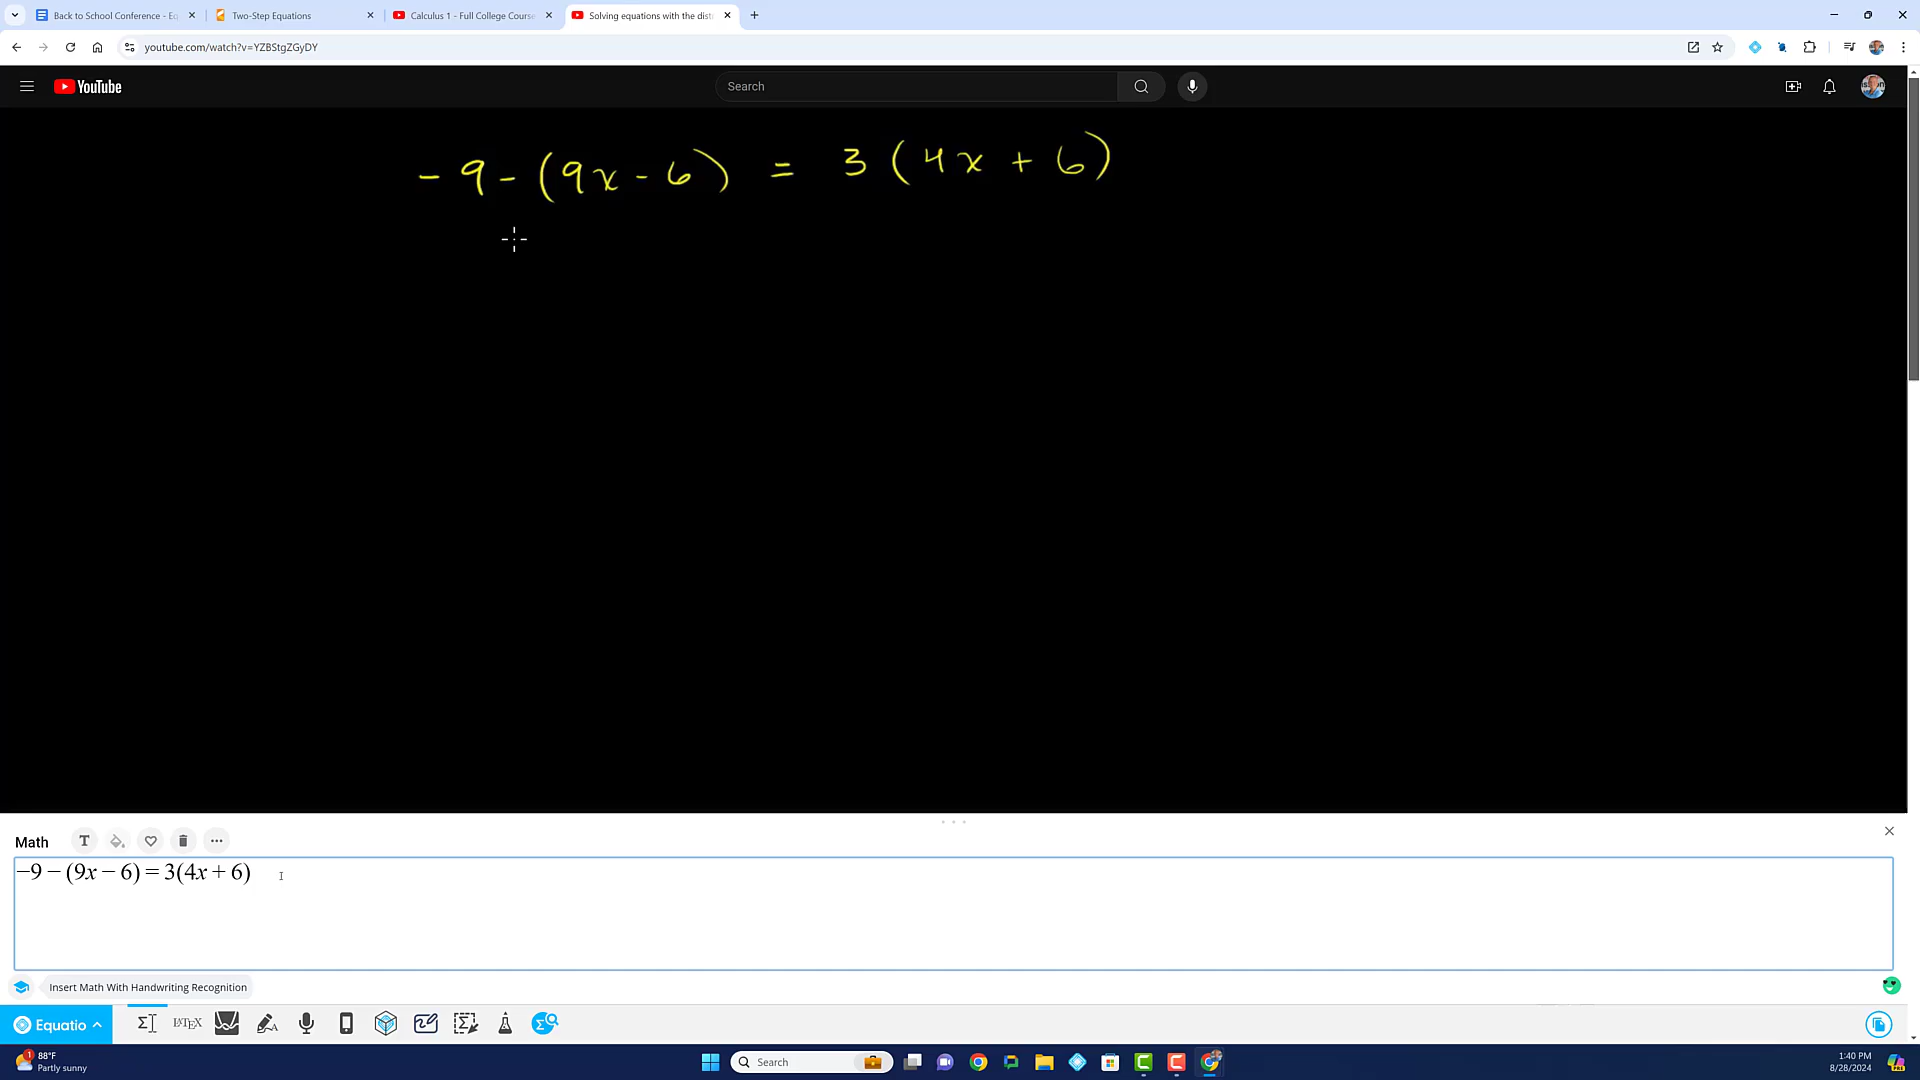 Back to School Conference - Eq
Two-Step Equations
Calculus 1 - Full College Course
Solving equations with the dist
youtube.com/watch?v=YZBStgZGyDY
YouTube
Search
- 9 - (9x - 6) = 3 (4x + 6)
Math
T
−9 − (9x − 6) = 3(4x + 6)
Insert Math With Handwriting Recognition
Equatio
LATEX
1
88°F
Partly sunny
Search
1:40 PM
8/28/2024